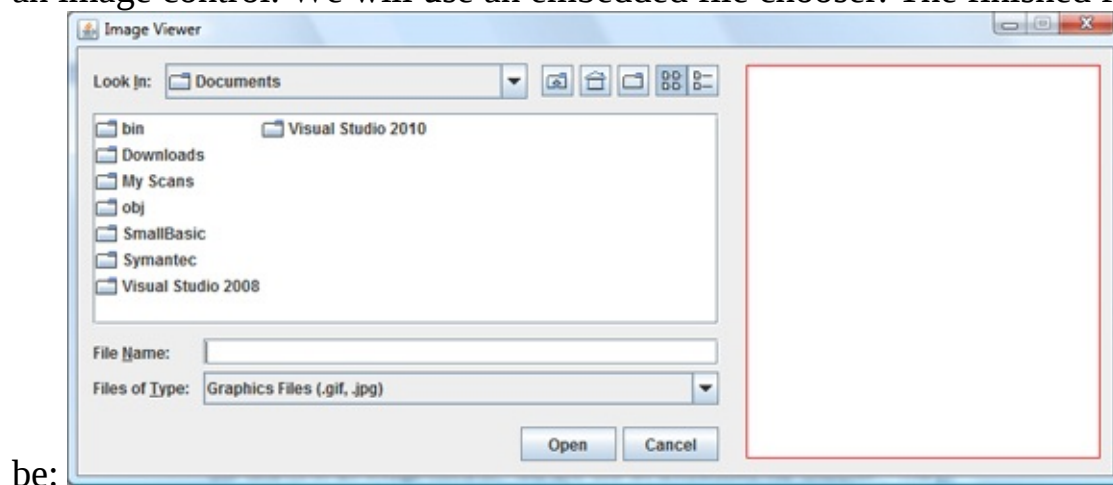 an image control. We will use an embedded file chooser. The finished
Image Viewer
Look In: Documents
bin Visual Studio 2010
Downloads
My Scans
obj
SmallBasic
Symantec
Visual Studio 2008
File Name:
Files of Type: Graphics Files (.gif, .jpg)
Open Cancel
be: